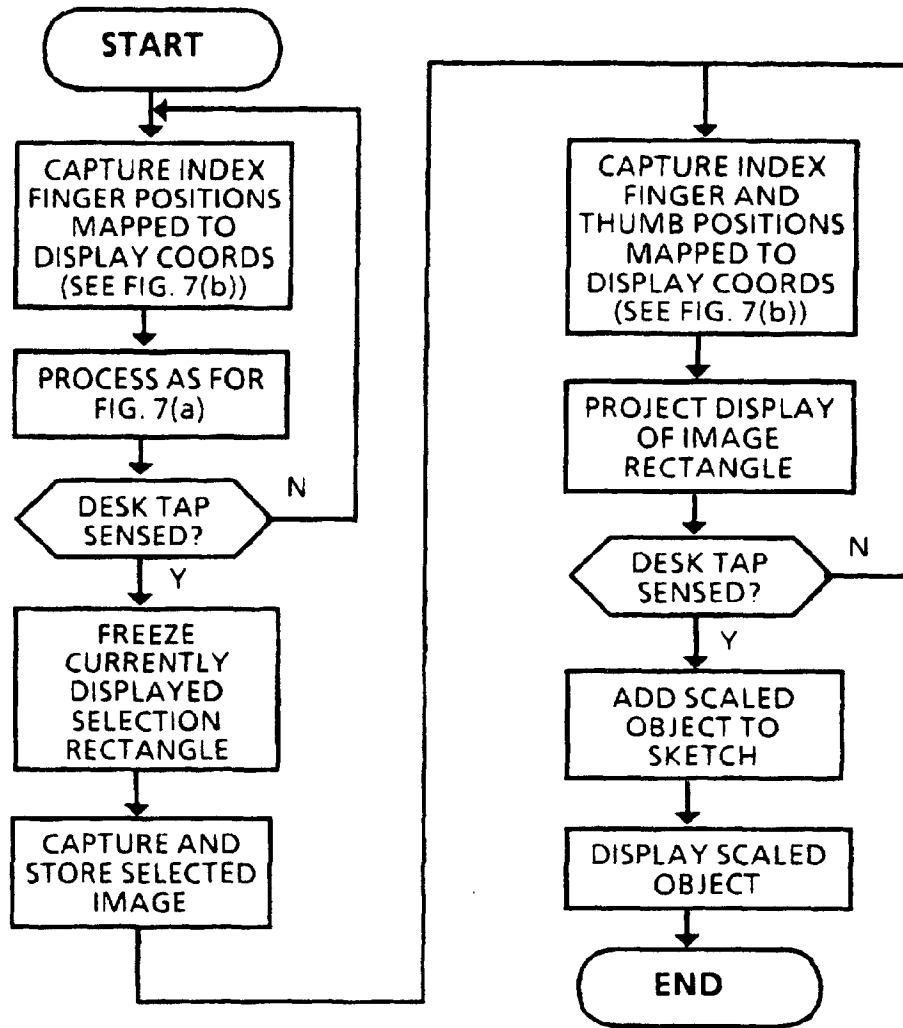 START
CAPTURE INDEX
FINGER POSITIONS
MAPPED TO
DISPLAY COORDS
(SEE FIG. 7(b))
PROCESS AS FOR
FIG. 7(a)
DESK TAP
SENSED?
N
Y
FREEZE
CURRENTLY
DISPLAYED
SELECTION
RECTANGLE
CAPTURE AND
STORE SELECTED
IMAGE
CAPTURE INDEX
FINGER AND
THUMB POSITIONS
MAPPED TO
DISPLAY COORDS
(SEE FIG. 7(b))
PROJECT DISPLAY
OF IMAGE
RECTANGLE
DESK TAP
SENSED?
N
Y
ADD SCALED
OBJECT TO
SKETCH
DISPLAY SCALED
OBJECT
END